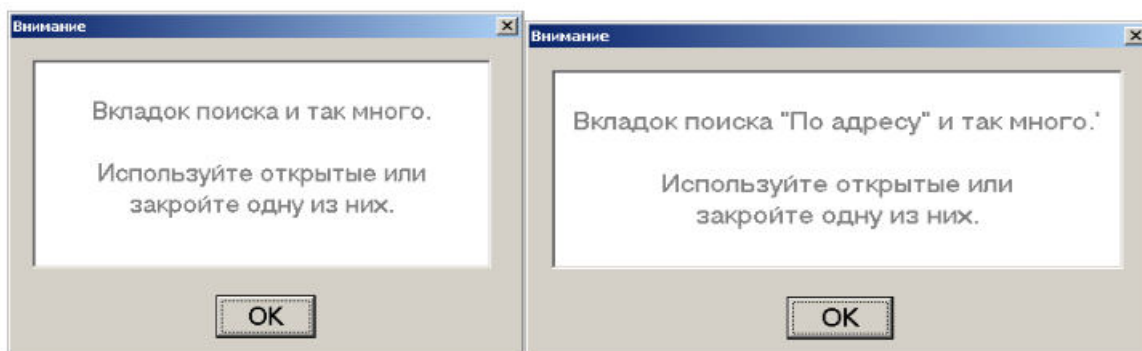 Внимание
Вкладок поиска и так много.
Используйте открытые или
закройте одну из них.
OK
Внимание
Вкладок поиска "По адресу" и так много.'
Используйте открытые или
закройте одну из них.
OK